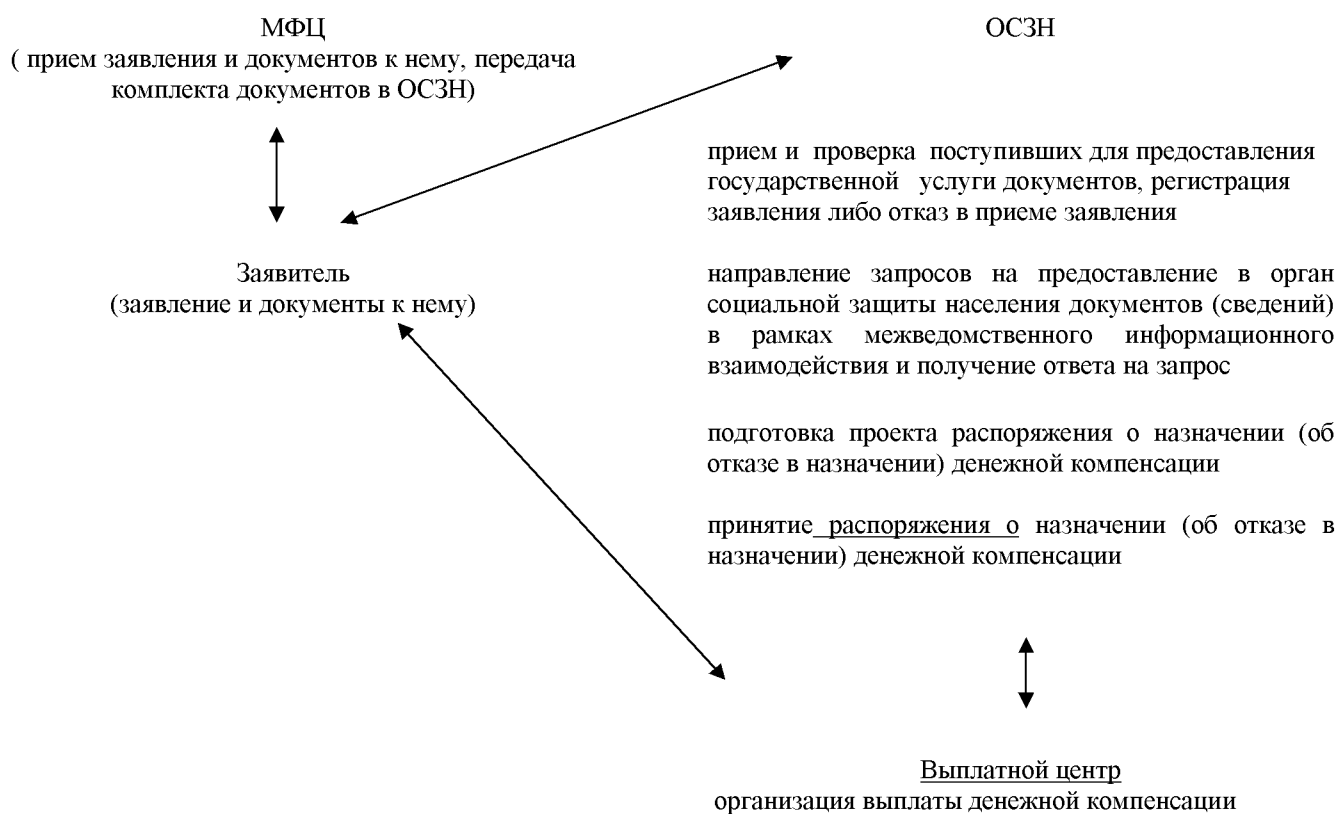 МФЦ
( прием заявления и документов к нему, передача
комплекта документов в ОСЗН)
Заявитель
(заявление и документы к нему)
ОСЗН
прием и проверка поступивших для предоставления
государственной услуги документов, регистрация
заявления либо отказ в приеме заявления
направление запросов на предоставление в орган
социальной защиты населения документов (сведений)
в рамках межведомственного информационного
взаимодействия и получение ответа на запрос
подготовка проекта распоряжения о назначении (об
отказе в назначении) денежной компенсации
принятие распоряжения о назначении (об отказе в
назначении) денежной компенсации
Выплатной центр
организация выплаты денежной компенсации